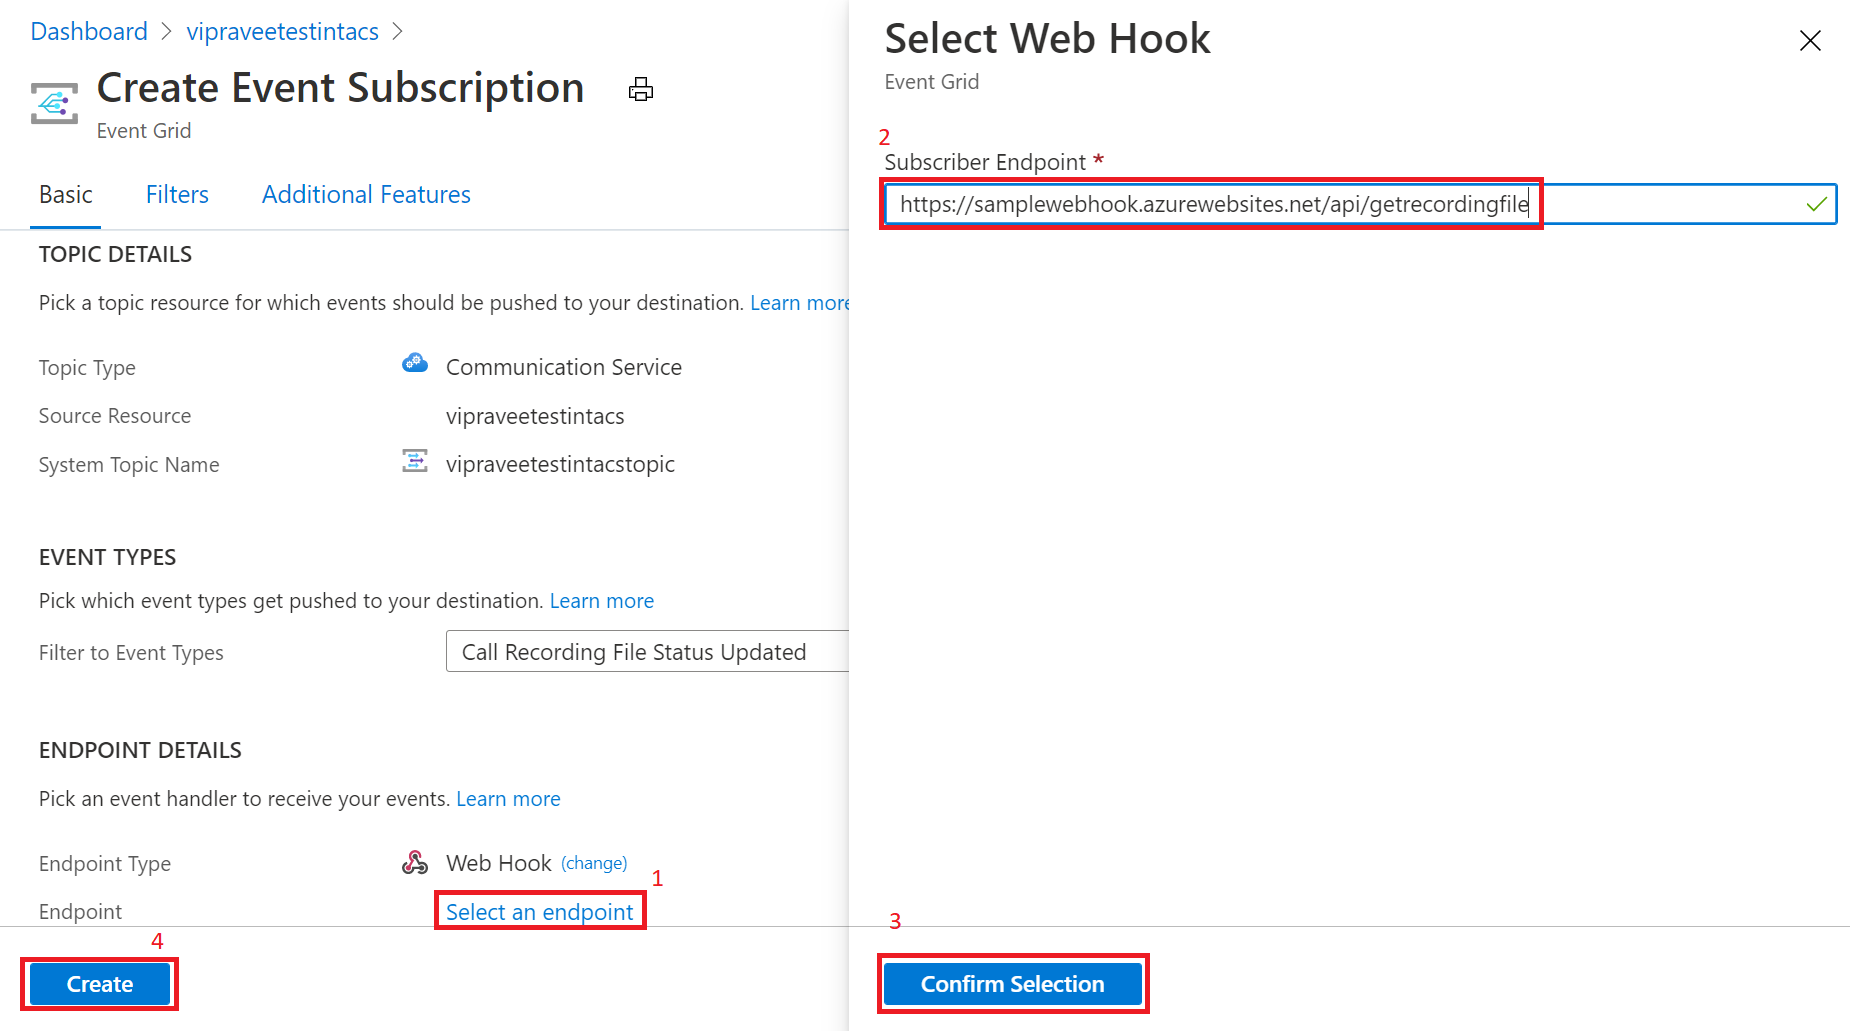 Dashboard > vipraveetestintacs >
Create Event Subscription
Event Grid
Basic Filters Additional Features
TOPIC DETAILS
Pick a topic resource for which events should be pushed to your destination. Learn more
Topic Type Communication Service
Source Resource vipraveetestintacs
System Topic Name vipraveetestintacstopic
EVENT TYPES
Pick which event types get pushed to your destination. Learn more
Filter to Event Types Call Recording File Status Updated
ENDPOINT DETAILS
Pick an event handler to receive your events. Learn more
Endpoint Type Web Hook (change)
1
Endpoint Select an endpoint
4
Create
Select Web Hook
Event Grid
2
Subscriber Endpoint *
https://samplewebhook.azurewebsites.net/api/getrecordingfile
3
Confirm Selection